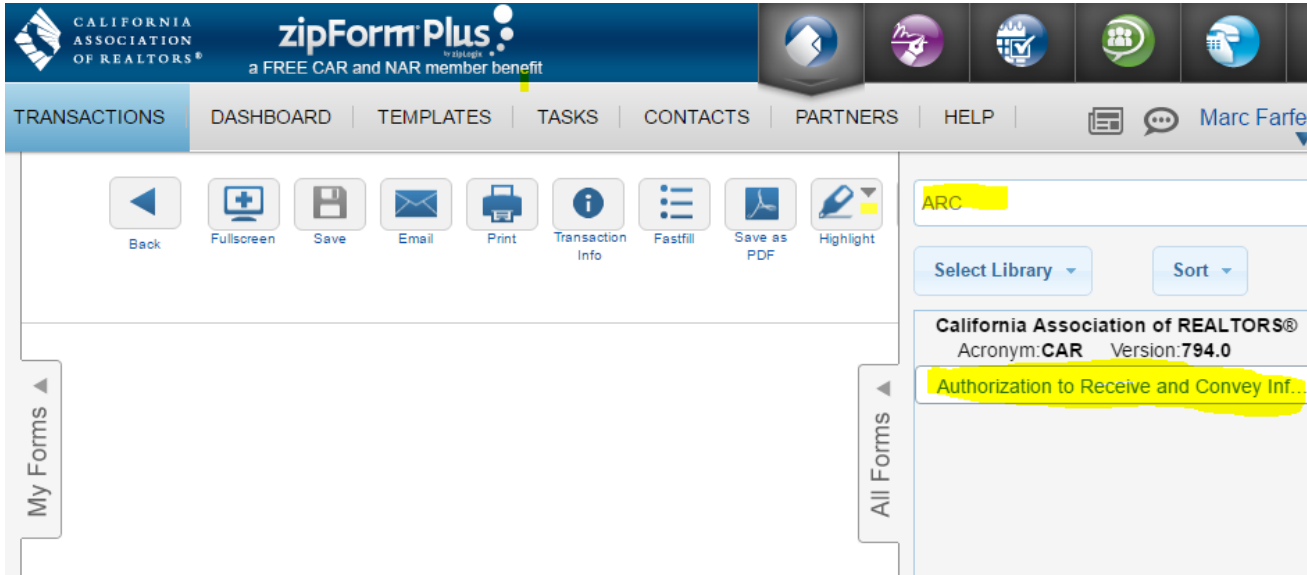 CALIFORNIA
ASSOCIATION
OF REALTORS®
zipForm Plus
by zipLogix
a FREE CAR and NAR member benefit
TRANSACTIONS DASHBOARD TEMPLATES TASKS CONTACTS PARTNERS HELP Marc Farfe
Back Fullscreen Save Email Print Transaction Info Fastfill Save as PDF Highlight
ARC
Select Library Sort
California Association of REALTORS®
Acronym:CAR Version:794.0
Authorization to Receive and Convey Inf...
My Forms
All Forms